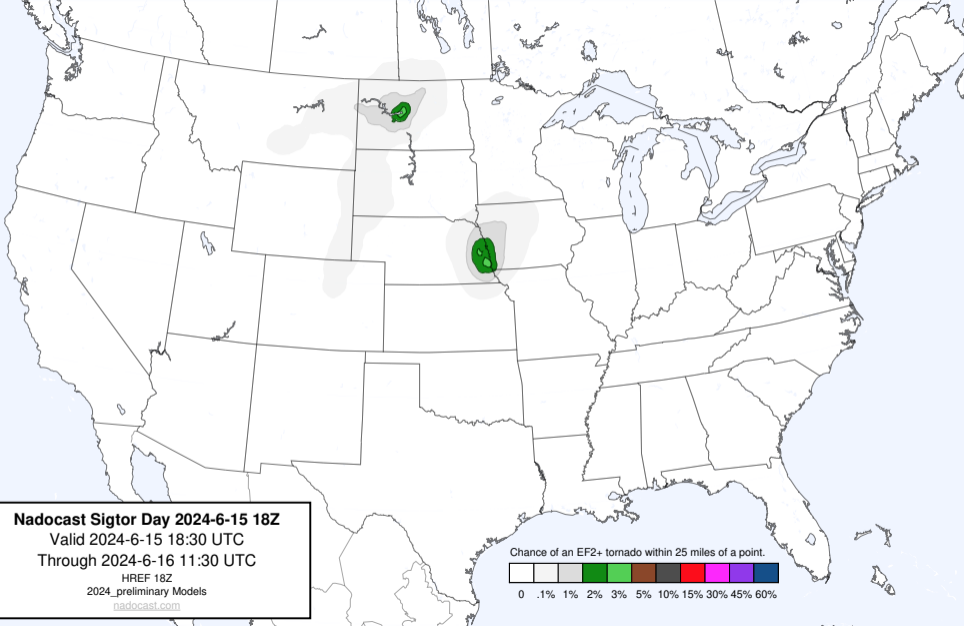 Nadocast Sigtor Day 2024-6-15 18Z
Valid 2024-6-15 18:30 UTC
Through 2024-6-16 11:30 UTC
HREF 18Z
2024_preliminary Models
nadocast.com
Chance of an EF2+ tornado within 25 miles of a point.
0 .1% 1% 2% 3% 5% 10% 15% 30% 45% 60%